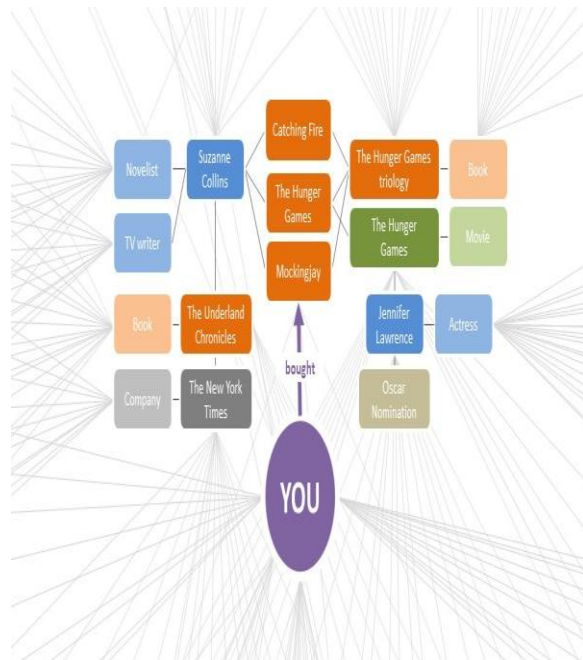 Catching Fire
Novelist
Suzanne
Collins
The Hunger Games
triology
Book
The Hunger
Games
TV writer
The Hunger
Games
Movie
Mockingjay
Book
The Underland
Chronicles
Jennifer
Lawrence
Actress
bought
Company
The New York
Times
Oscar
Nomination
YOU